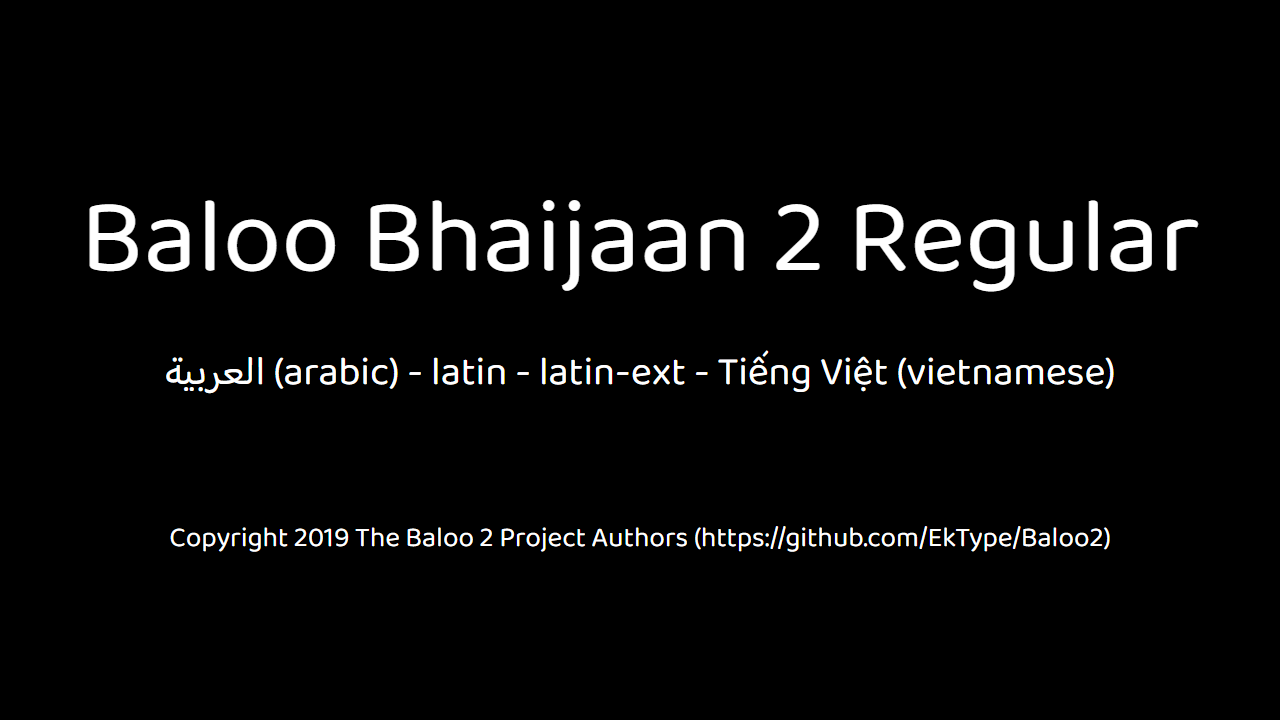 Baloo Bhaijaan 2 Regular
العربية (arabic) - latin - latin-ext - Tiếng Việt (vietnamese)
Copyright 2019 The Baloo 2 Project Authors (https://github.com/EkType/Baloo2)